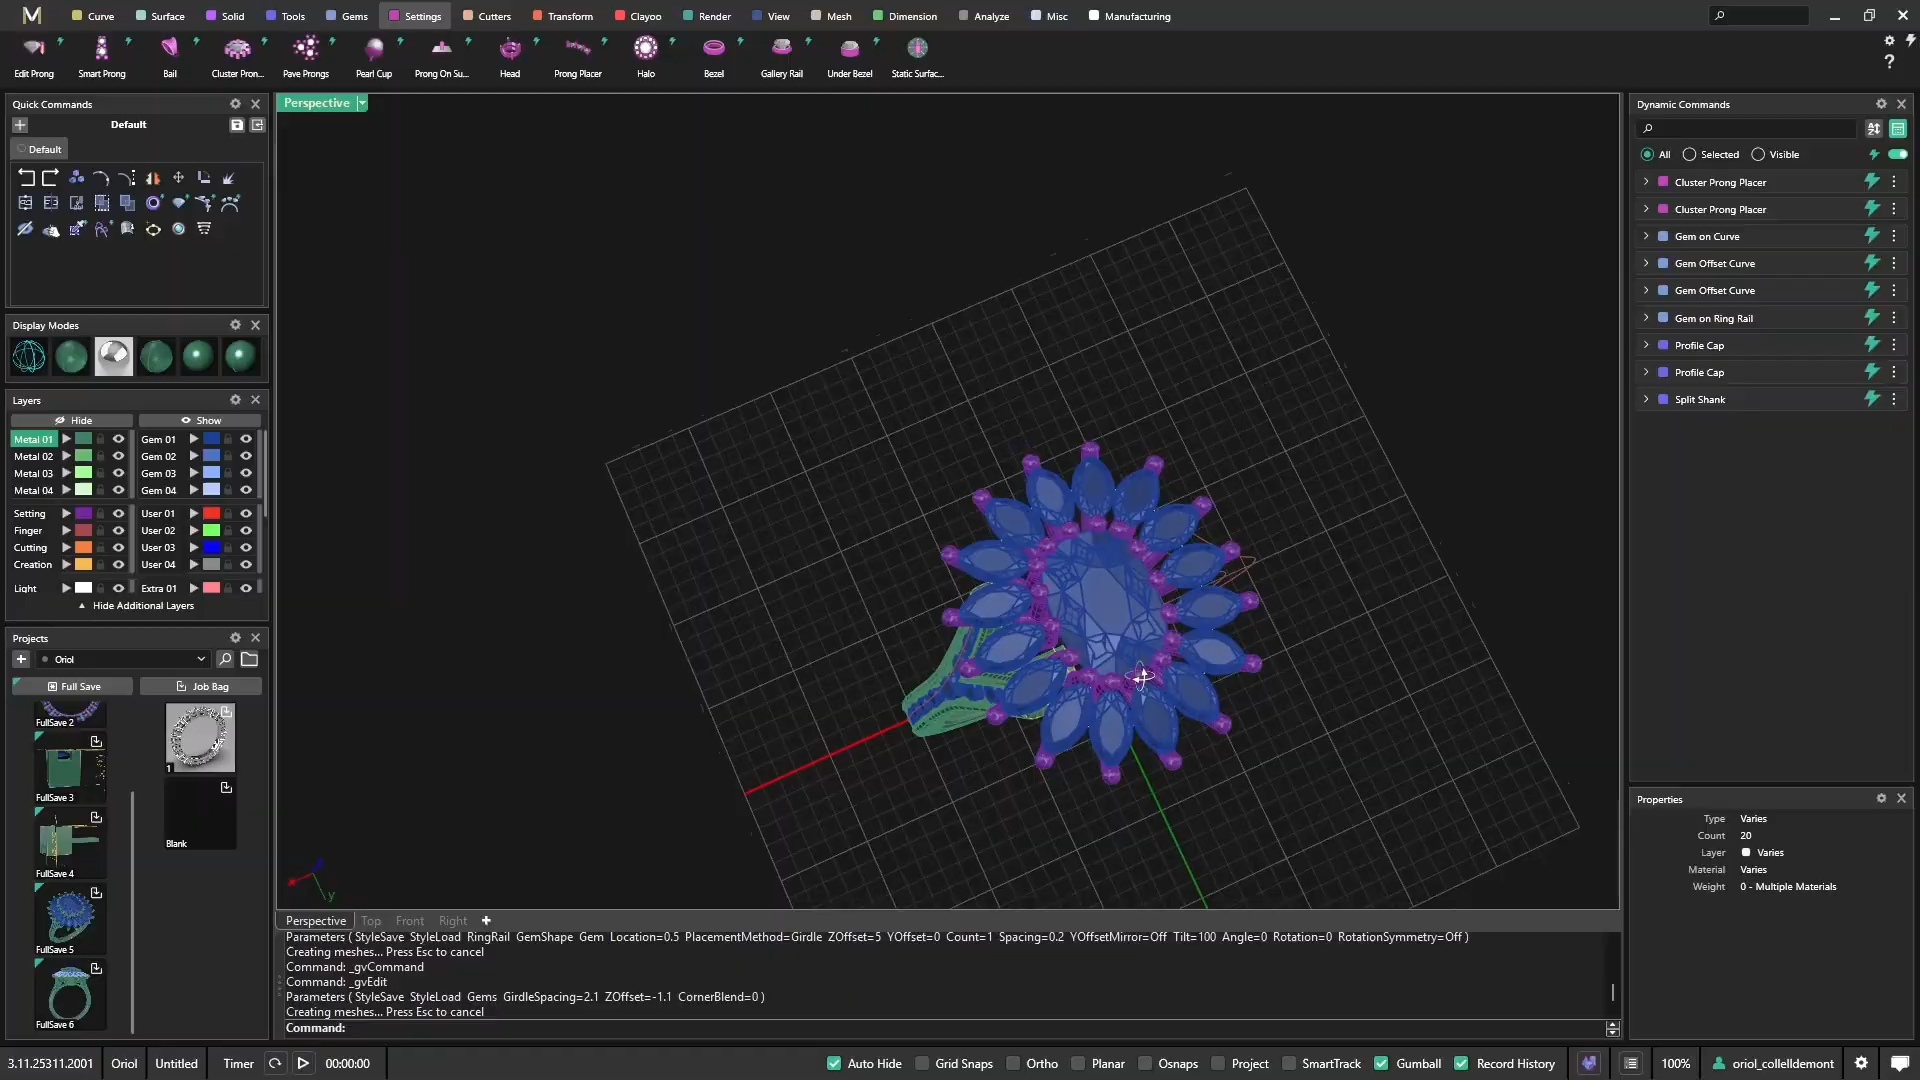 Curve Surface Solid Tools Gems Settings Cutters Transform Clayoo Render View Mesh Dimension Analyze Misc Manufacturing
Edit Prong Smart Prong Bail Cluster Pron... Pave Prongs Pearl Cup Prong On Su... Head Prong Placer Halo Bezel Gallery Rail Under Bezel Static Surfac...
Quick Commands
Default
Default
Display Modes
Layers
Hide Show
Metal 01 Gem 01
Metal 02 Gem 02
Metal 03 Gem 03
Metal 04 Gem 04
Setting User 01
Finger User 02
Cutting User 03
Creation User 04
Light Extra 01
Hide Additional Layers
Projects
Oriol
Full Save Job Bag
FullSave 2
1
FullSave 3
Blank
FullSave 4
FullSave 5
FullSave 6
Perspective
y
Perspective Top Front Right
Parameters ( StyleSave StyleLoad RingRail GemShape Gem Location=0.5 PlacementMethod=Girdle ZOffset=5 YOffset=0 Count=1 Spacing=0.2 YOffsetMirror=Off Tilt=100 Angle=0 Rotation=0 RotationSymmetry=Off )
Creating meshes... Press Esc to cancel
Command: _gvCommand
Command: _gvEdit
Parameters ( StyleSave StyleLoad Gems GirdleSpacing=2.1 ZOffset=-1.1 CornerBlend=0 )
Creating meshes... Press Esc to cancel
Command:
Dynamic Commands
All Selected Visible
Cluster Prong Placer
Cluster Prong Placer
Gem on Curve
Gem Offset Curve
Gem Offset Curve
Gem on Ring Rail
Profile Cap
Profile Cap
Split Shank
Properties
Type Varies
Count 20
Layer Varies
Material Varies
Weight 0 - Multiple Materials
3.11.25311.2001 Oriol Untitled Timer 00:00:00 Auto Hide Grid Snaps Ortho Planar Osnaps Project SmartTrack Gumball Record History 100% oriol_collelldemont